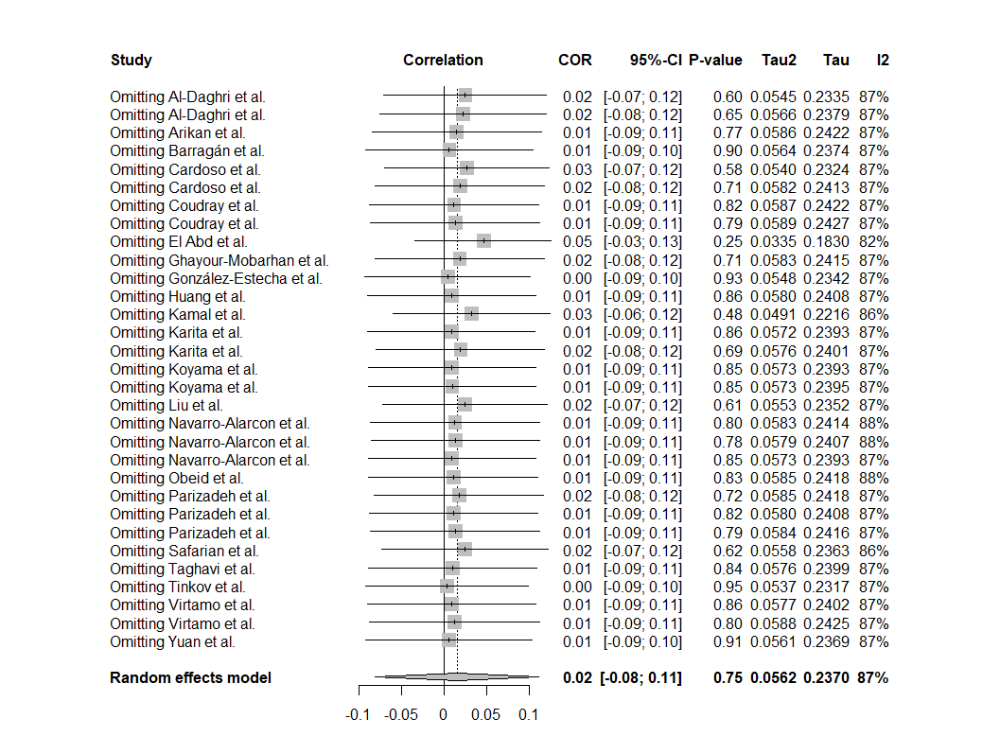 Study Correlation COR 95%-CI P-value Tau2 Tau I2
Omitting Al-Daghri et al. 0.02 [-0.07; 0.12] 0.60 0.0545 0.2335 87%
Omitting Al-Daghri et al. 0.02 [-0.08; 0.12] 0.65 0.0566 0.2379 87%
Omitting Arikan et al. 0.01 [-0.09; 0.11] 0.77 0.0586 0.2422 87%
Omitting Barragán et al. 0.01 [-0.09; 0.10] 0.90 0.0564 0.2374 87%
Omitting Cardoso et al. 0.03 [-0.07; 0.12] 0.58 0.0540 0.2324 87%
Omitting Cardoso et al. 0.02 [-0.08; 0.12] 0.71 0.0582 0.2413 87%
Omitting Coudray et al. 0.01 [-0.09; 0.11] 0.82 0.0587 0.2422 87%
Omitting Coudray et al. 0.01 [-0.09; 0.11] 0.79 0.0589 0.2427 87%
Omitting El Abd et al. 0.05 [-0.03; 0.13] 0.25 0.0335 0.1830 82%
Omitting Ghayour-Mobarhan et al. 0.02 [-0.08; 0.12] 0.71 0.0583 0.2415 87%
Omitting González-Estecha et al. 0.00 [-0.09; 0.10] 0.93 0.0548 0.2342 87%
Omitting Huang et al. 0.01 [-0.09; 0.11] 0.86 0.0580 0.2408 87%
Omitting Kamal et al. 0.03 [-0.06; 0.12] 0.48 0.0491 0.2216 86%
Omitting Karita et al. 0.01 [-0.09; 0.11] 0.86 0.0572 0.2393 87%
Omitting Karita et al. 0.02 [-0.08; 0.12] 0.69 0.0576 0.2401 87%
Omitting Koyama et al. 0.01 [-0.09; 0.11] 0.85 0.0573 0.2393 87%
Omitting Koyama et al. 0.01 [-0.09; 0.11] 0.85 0.0573 0.2395 87%
Omitting Liu et al. 0.02 [-0.07; 0.12] 0.61 0.0553 0.2352 87%
Omitting Navarro-Alarcon et al. 0.01 [-0.09; 0.11] 0.80 0.0583 0.2414 88%
Omitting Navarro-Alarcon et al. 0.01 [-0.09; 0.11] 0.78 0.0579 0.2407 88%
Omitting Navarro-Alarcon et al. 0.01 [-0.09; 0.11] 0.85 0.0573 0.2393 87%
Omitting Obeid et al. 0.01 [-0.09; 0.11] 0.83 0.0585 0.2418 88%
Omitting Parizadeh et al. 0.02 [-0.08; 0.12] 0.72 0.0585 0.2418 87%
Omitting Parizadeh et al. 0.01 [-0.09; 0.11] 0.82 0.0580 0.2408 87%
Omitting Parizadeh et al. 0.01 [-0.09; 0.11] 0.79 0.0584 0.2416 87%
Omitting Safarian et al. 0.02 [-0.07; 0.12] 0.62 0.0558 0.2363 86%
Omitting Taghavi et al. 0.01 [-0.09; 0.11] 0.84 0.0576 0.2399 87%
Omitting Tinkov et al. 0.00 [-0.09; 0.10] 0.95 0.0537 0.2317 87%
Omitting Virtamo et al. 0.01 [-0.09; 0.11] 0.86 0.0577 0.2402 87%
Omitting Virtamo et al. 0.01 [-0.09; 0.11] 0.80 0.0588 0.2425 87%
Omitting Yuan et al. 0.01 [-0.09; 0.10] 0.91 0.0561 0.2369 87%
Random effects model 0.02 [-0.08; 0.11] 0.75 0.0562 0.2370 87%
-0.1 -0.05 0 0.05 0.1